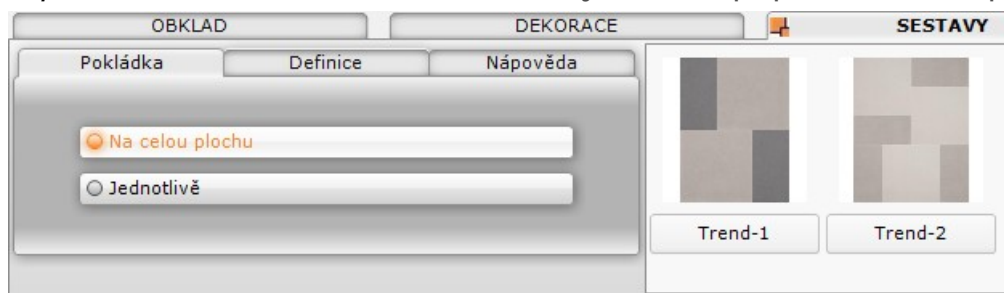 OBKLAD
DEKORACE
SESTAVY
Pokládka
Definice
Nápověda
Na celou plochu
Jednotlivě
Trend-1
Trend-2